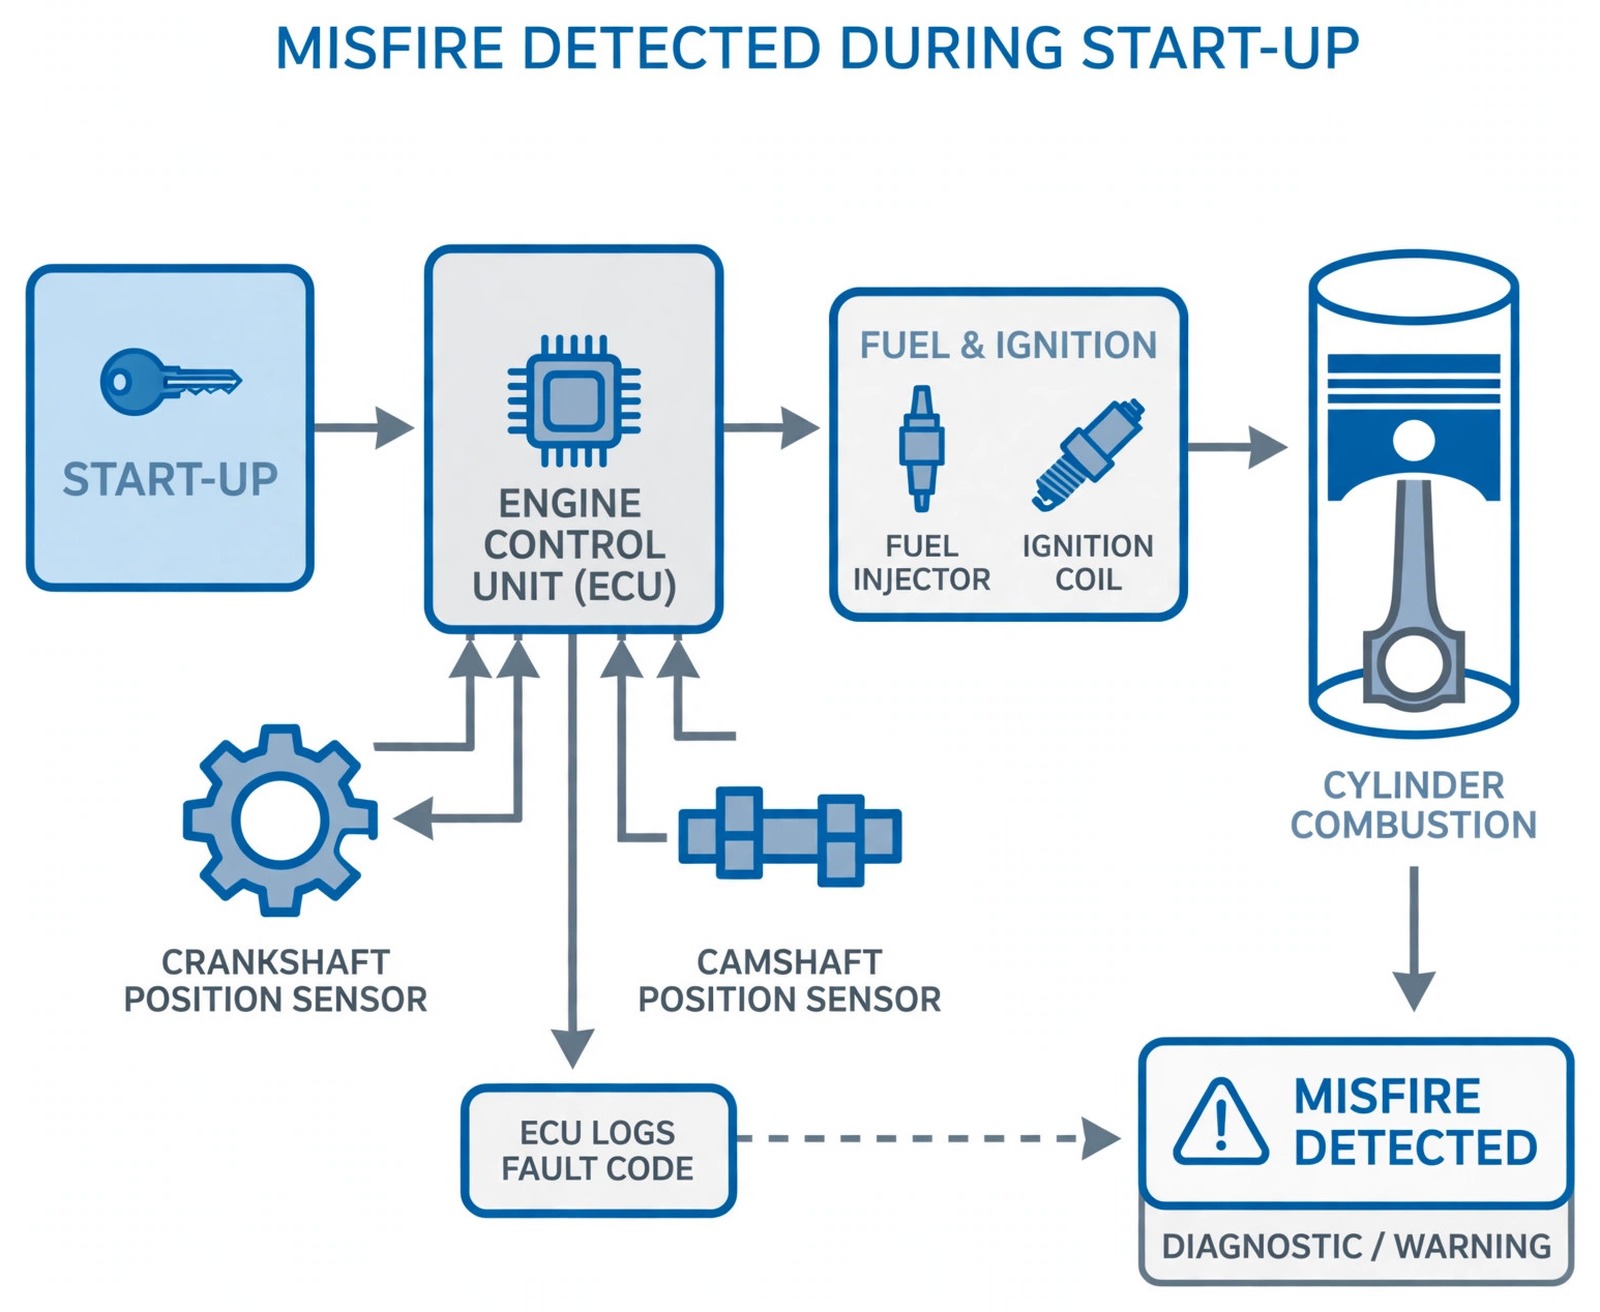 MISFIRE DETECTED DURING START-UP
START-UP
ENGINE
CONTROL
UNIT (ECU)
FUEL & IGNITION
FUEL
INJECTOR
IGNITION
COIL
CYLINDER
COMBUSTION
CRANKSHAFT
POSITION SENSOR
CAMSHAFT
POSITION SENSOR
ECU LOGS
FAULT CODE
MISFIRE
DETECTED
DIAGNOSTIC / WARNING